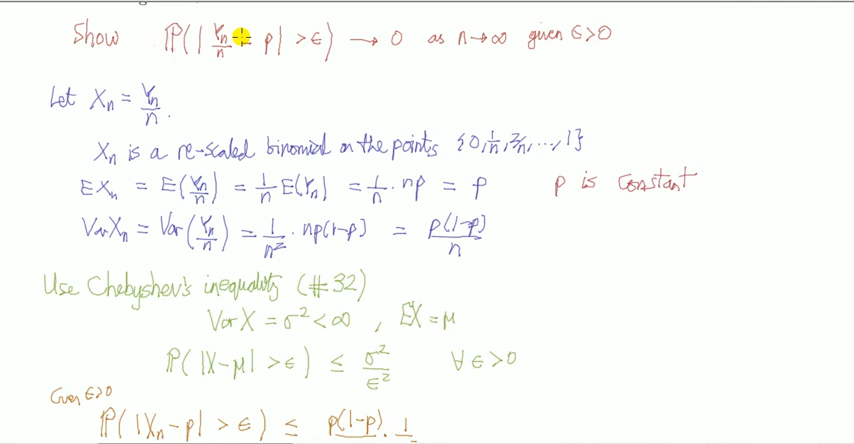 Show ℙ(|Yn/n - p| > ε) → 0 as n→∞ given ε>0
Let Xn = Yn/n.
Xn is a re-scaled binomial on the points {0, 1/n, 2/n, ..., 1}
EXn = E(Yn/n) = 1/n E(Yn) = 1/n · np = p p is constant
VarXn = Var(Yn/n) = 1/n² · np(1-p) = p(1-p)/n
Use Chebyshev's inequality (#32)
Var X = σ² < ∞, EX = μ
ℙ(|X-μ| > ε) ≤ σ²/ε² ∀ε>0
Given ε>0
ℙ(|Xn-p| > ε) ≤ p(1-p) . 1